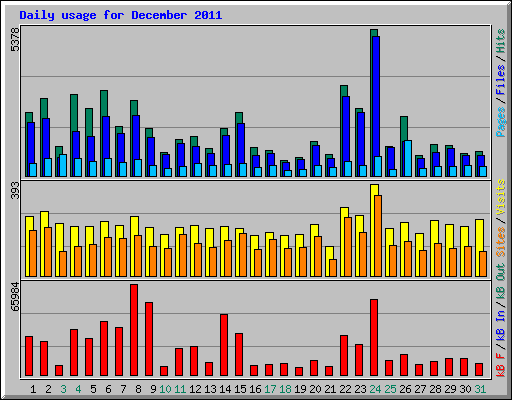 Daily usage for December 2011
5378
Pages / Files / Hits
393
Sites / Visits
65984
kB F / kB In / kB Out
1 2 3 4 5 6 7 8 9 10 11 12 13 14 15 16 17 18 19 20 21 22 23 24 25 26 27 28 29 30 31